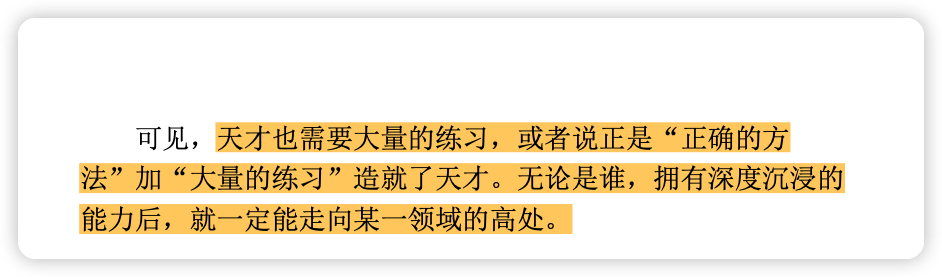 可见，天才也需要大量的练习，或者说正是“正确的方
法”加“大量的练习”造就了天才。无论是谁，拥有深度沉浸的
能力后，就一定能走向某一领域的高处。